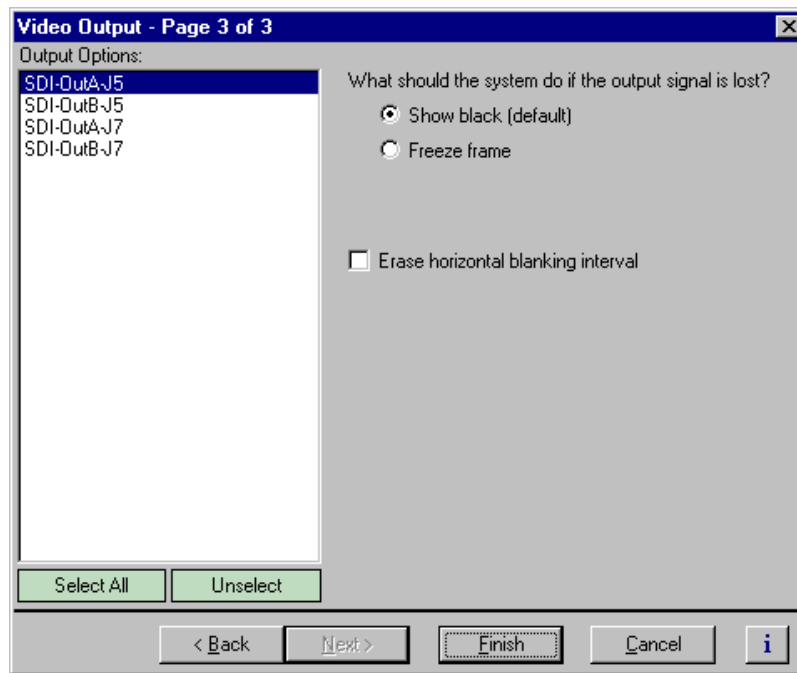 Video Output - Page 3 of 3
Output Options:
SDI-OutA-J5
SDI-OutB-J5
SDI-OutA-J7
SDI-OutB-J7
What should the system do if the output signal is lost?
Show black (default)
Freeze frame
Erase horizontal blanking interval
Select All
Unselect
< Back
Next >
Finish
Cancel
i